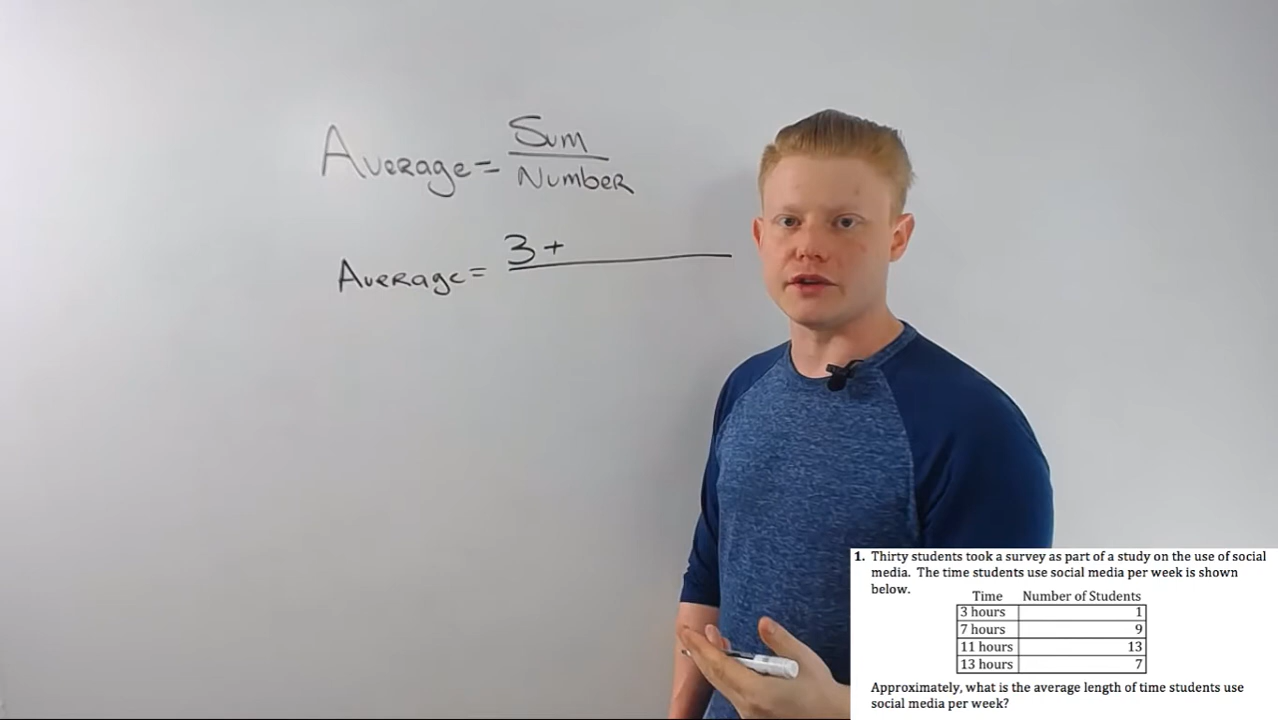 Average = Sum
Number
Average = 3 +
1. Thirty students took a survey as part of a study on the use of social
media. The time students use social media per week is shown
below.
Time Number of Students
3 hours 1
7 hours 9
11 hours 13
13 hours 7
Approximately, what is the average length of time students use
social media per week?